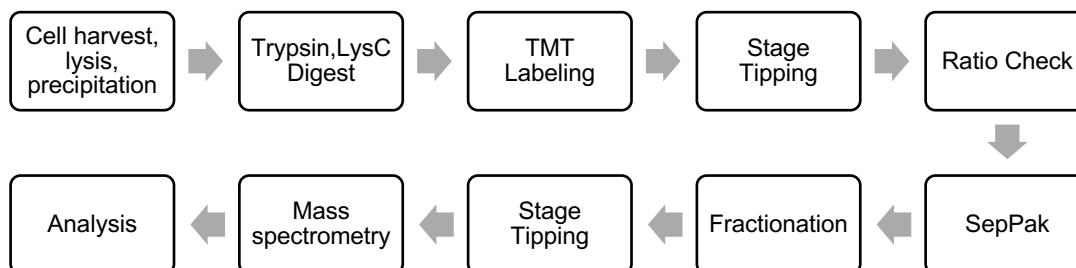 Cell harvest,
lysis,
precipitation
Trypsin,LysC
Digest
TMT
Labeling
Stage
Tipping
Ratio Check
SepPak
Fractionation
Stage
Tipping
Mass
spectrometry
Analysis